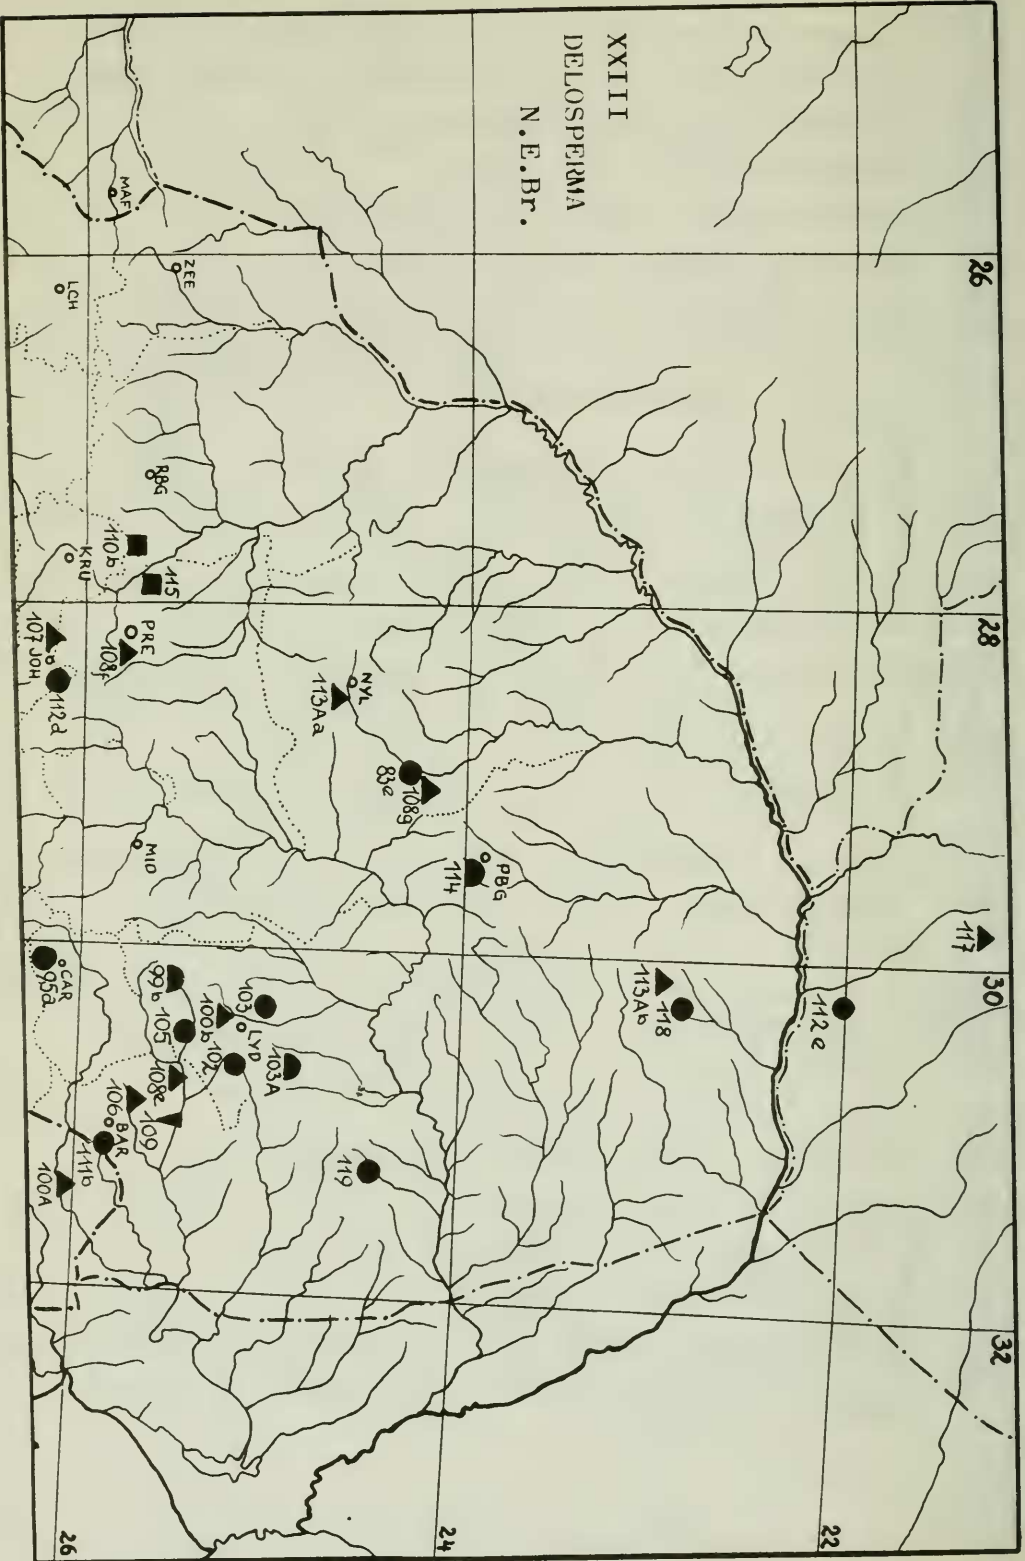 XXIII
DELOSPERMA
N.E.Br.
26
28
30
32
22
24
26
MAF
ZEE
LCH
RBG
KRU
110b
115
PRE
108f
107
JOH
112d
NYL
113Aa
83e
108g
PBG
114
MID
117
112e
113Ab
118
CAR
95a
99b
103
100b
LYD
105
102
103A
108e
109
106
BAR
111b
100A
119